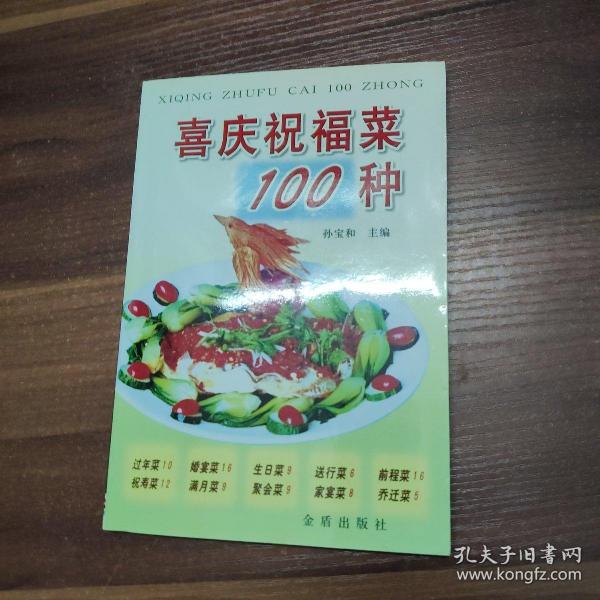 XIQING ZHUFU CAI 100 ZHONG
喜庆祝福菜
100 种
孙宝和 主编
过年菜10 婚宴菜16 生日菜9 送行菜6 前程菜16
祝寿菜12 满月菜9 聚会菜9 家宴菜8 乔迁菜5
金盾出版社
孔夫子旧书网
www.kongfz.com